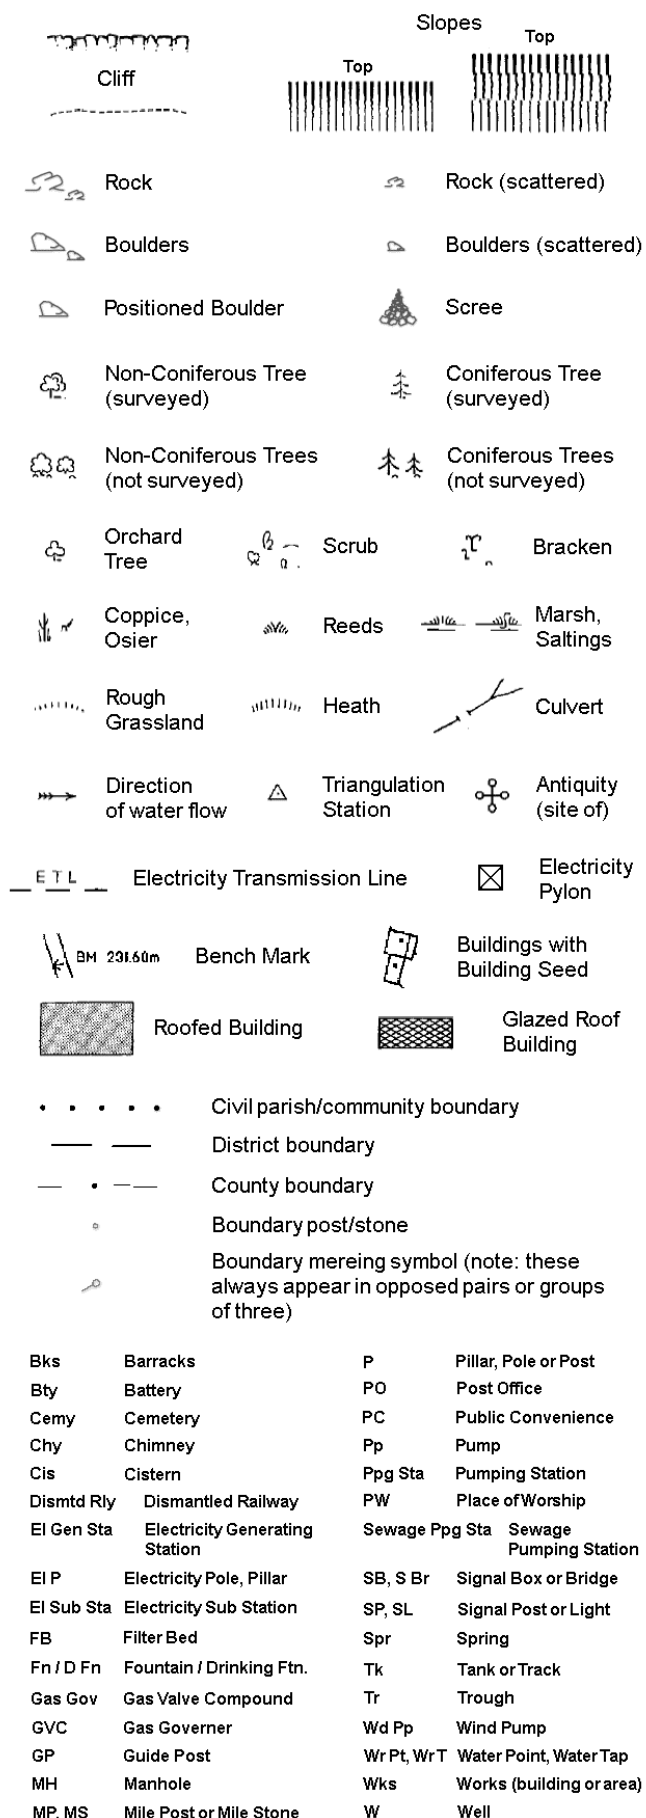 Slopes
Top
Top
Cliff
Rock
Rock (scattered)
Boulders
Boulders (scattered)
Positioned Boulder
Scree
Non-Coniferous Tree
(surveyed)
Coniferous Tree
(surveyed)
Non-Coniferous Trees
(not surveyed)
Coniferous Trees
(not surveyed)
Orchard
Tree
Scrub
Bracken
Coppice,
Osier
Reeds
Marsh,
Saltings
Rough
Grassland
Heath
Culvert
Direction
of water flow
Triangulation
Station
Antiquity
(site of)
E T L
Electricity Transmission Line
Electricity
Pylon
BM 231.60m
Bench Mark
Buildings with
Building Seed
Roofed Building
Glazed Roof
Building
Civil parish/community boundary
District boundary
County boundary
Boundary post/stone
Boundary mereing symbol (note: these
always appear in opposed pairs or groups
of three)
Bks Barracks
P Pillar, Pole or Post
Bty Battery
PO Post Office
Cemy Cemetery
PC Public Convenience
Chy Chimney
Pp Pump
Cis Cistern
Ppg Sta Pumping Station
Dismtd Rly Dismantled Railway
PW Place of Worship
El Gen Sta Electricity Generating
Station
Sewage Ppg Sta Sewage
Pumping Station
El P Electricity Pole, Pillar
SB, S Br Signal Box or Bridge
El Sub Sta Electricity Sub Station
SP, SL Signal Post or Light
FB Filter Bed
Spr Spring
Fn / D Fn Fountain / Drinking Ftn.
Tk Tank or Track
Gas Gov Gas Valve Compound
Tr Trough
GVC Gas Governer
Wd Pp Wind Pump
GP Guide Post
Wr Pt, Wr T Water Point, Water Tap
MH Manhole
Wks Works (building or area)
MP, MS Mile Post or Mile Stone
W Well